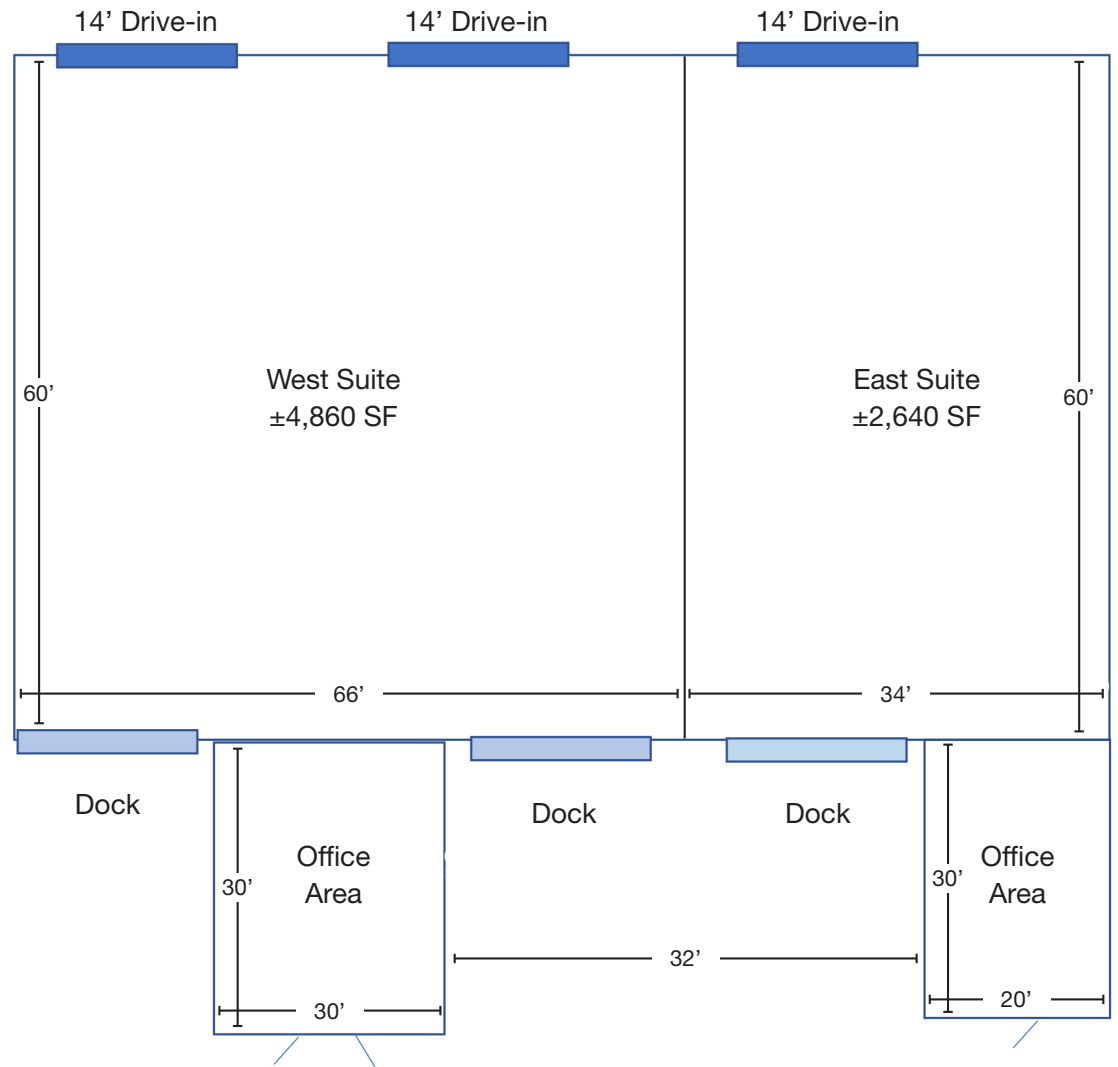 14’ Drive-in
14’ Drive-in
14’ Drive-in
West Suite
±4,860 SF
East Suite
±2,640 SF
60’
60’
66’
34’
Dock
Dock
Dock
Office
Area
30’
Office
Area
30’
32’
30’
20’